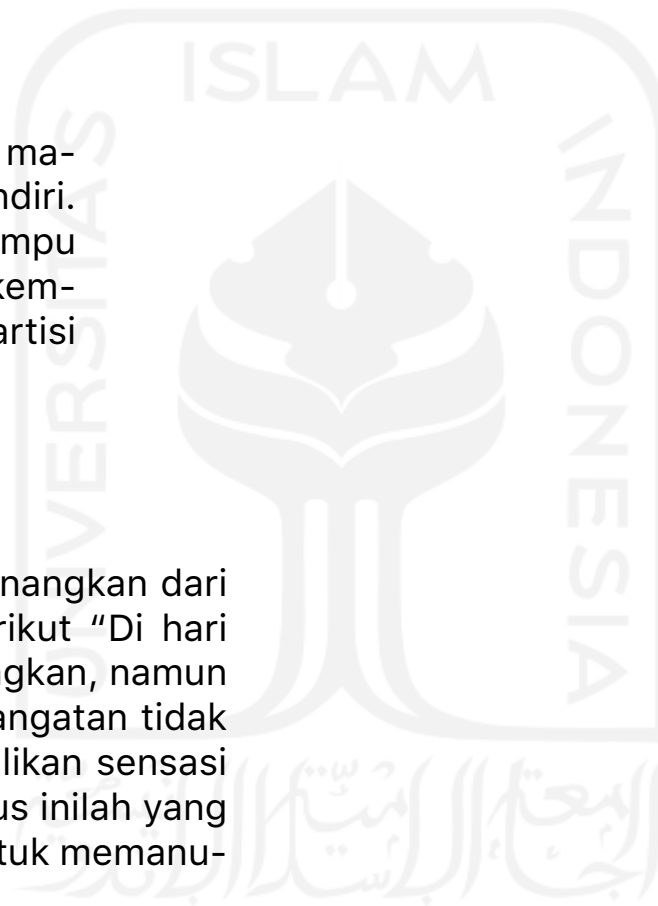 ISLAM
UNIVERSITAS
INDONESIA
ma-
ndiri.
mpu
kem-
artisi
nangkan dari
rikut “Di hari
ngkan, namun
angatan tidak
likan sensasi
us inilah yang
tuk memanu-